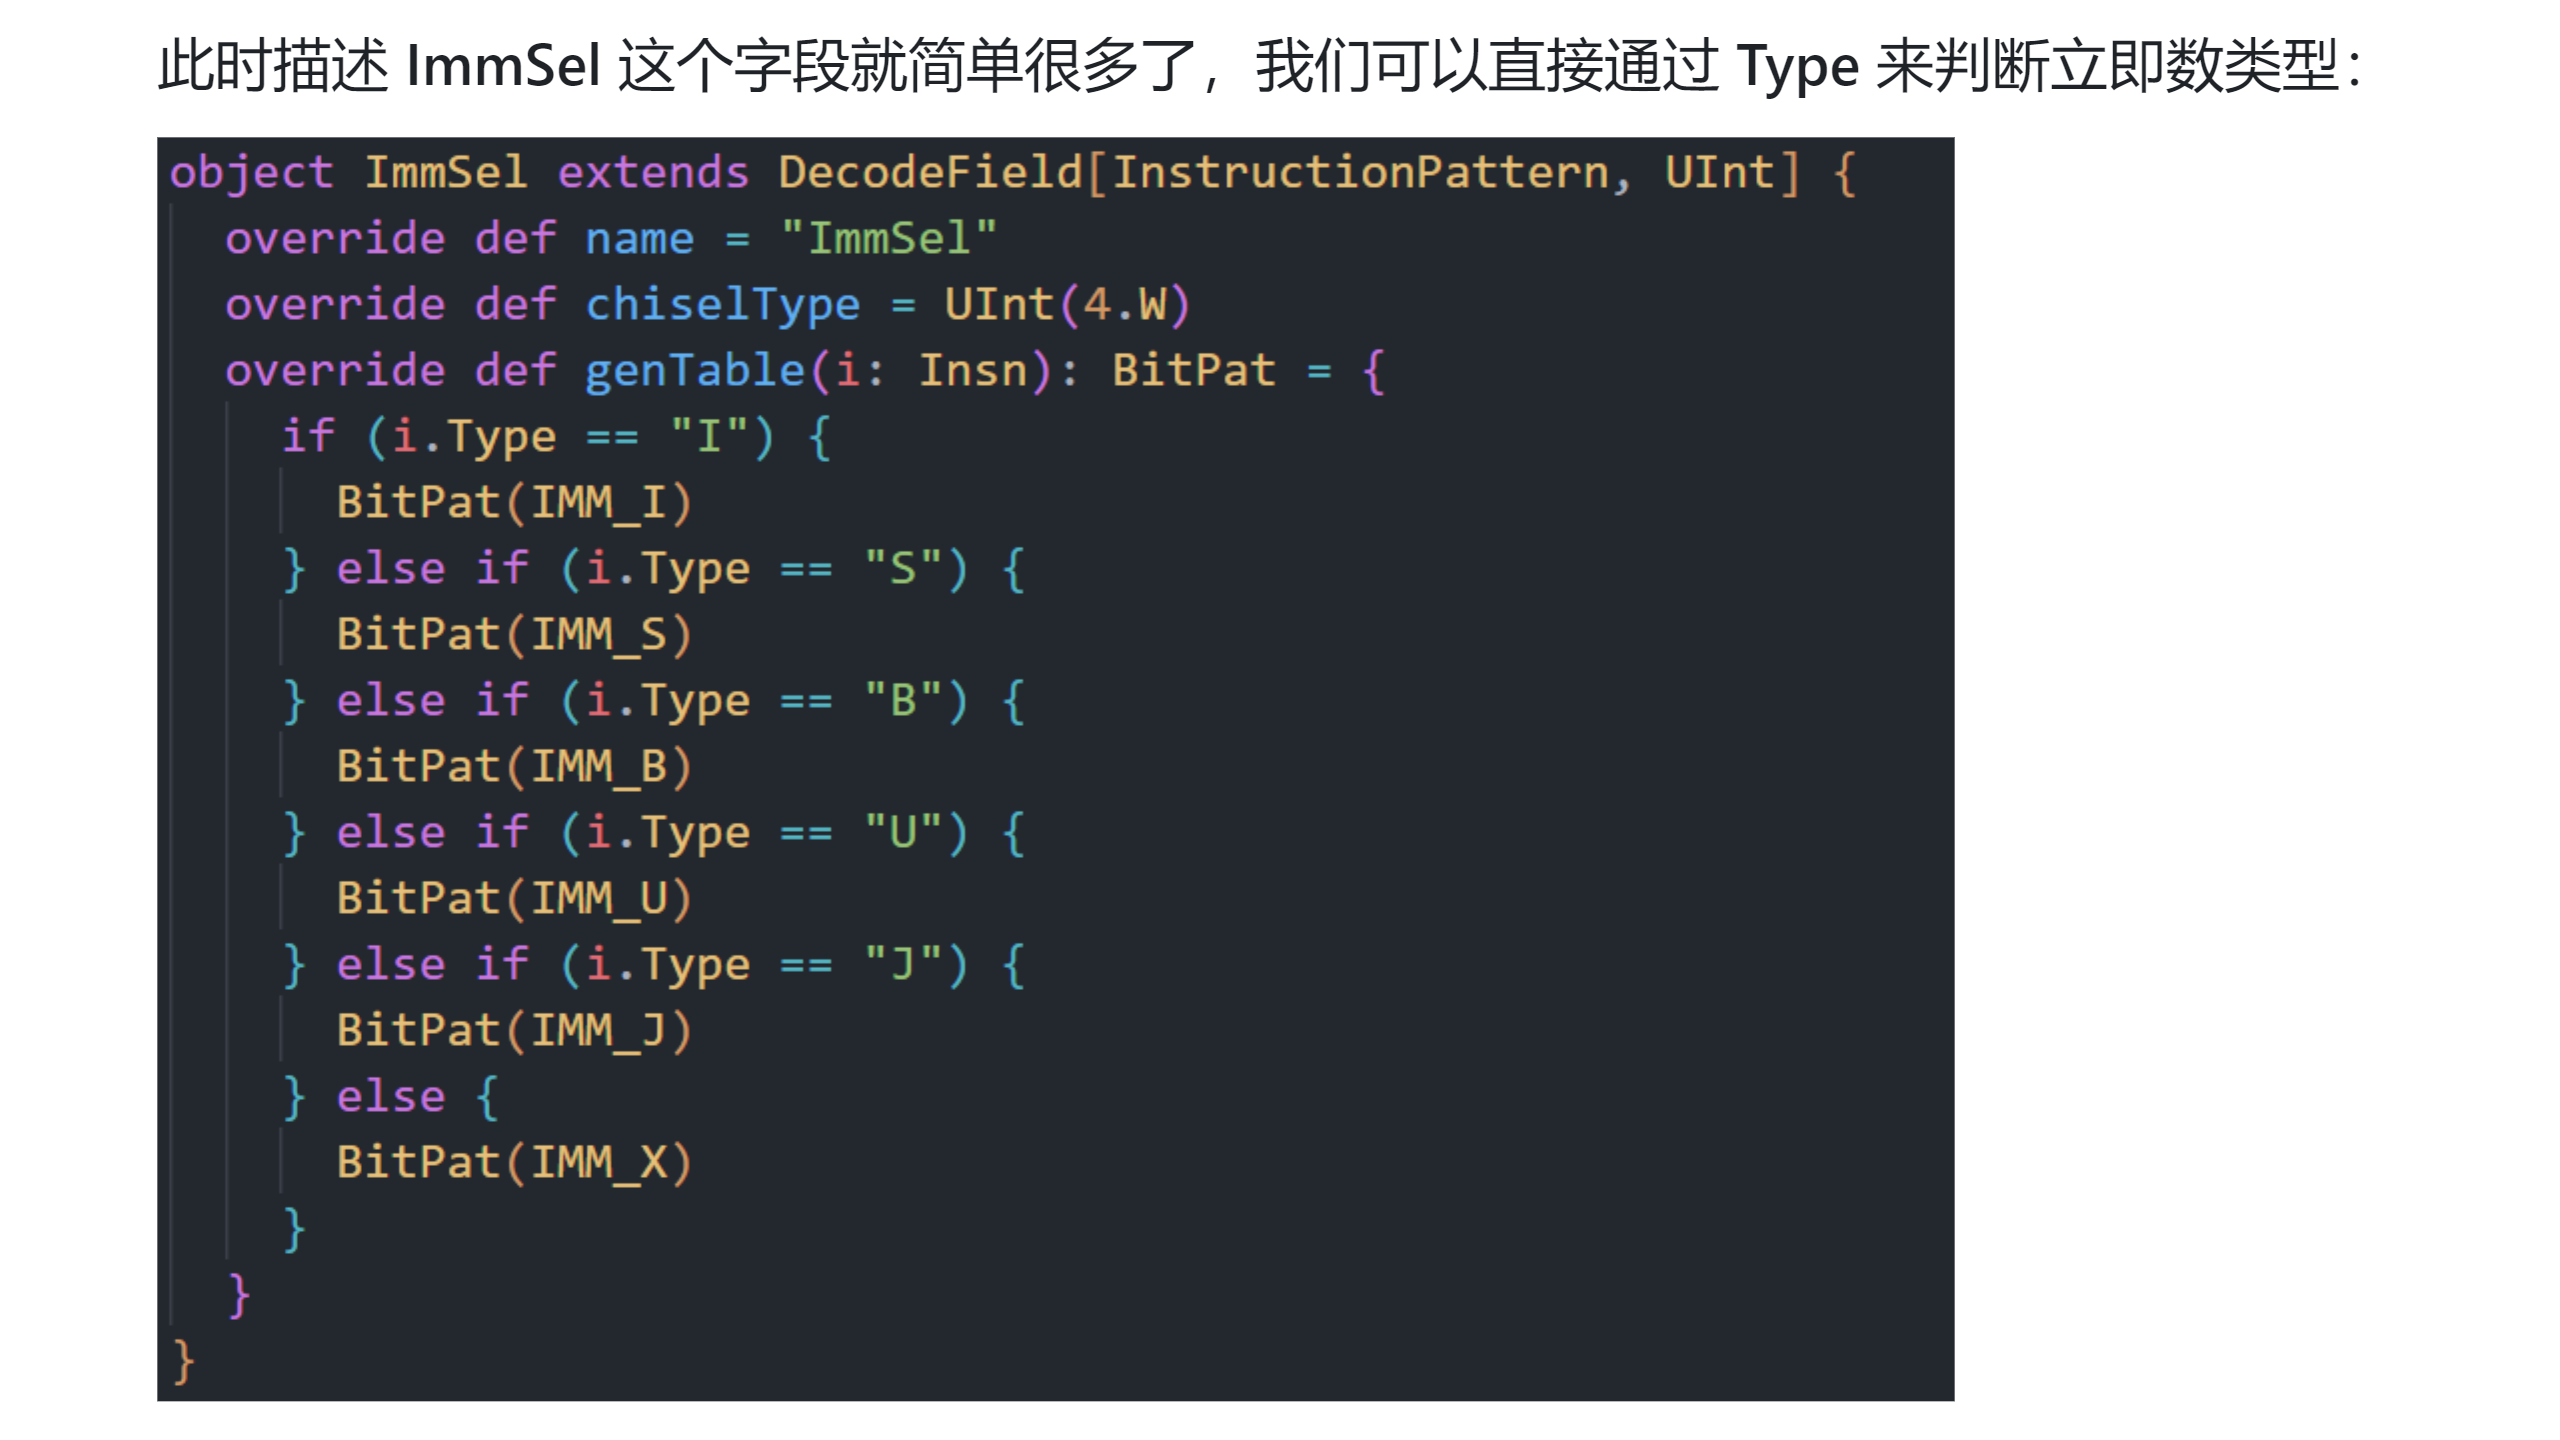 此时描述 ImmSel 这个字段就简单很多了，我们可以直接通过 Type 来判断立即数类型：
object ImmSel extends DecodeField[InstructionPattern, UInt] {
  override def name = "ImmSel"
  override def chiselType = UInt(4.W)
  override def genTable(i: Insn): BitPat = {
    if (i.Type == "I") {
      BitPat(IMM_I)
    } else if (i.Type == "S") {
      BitPat(IMM_S)
    } else if (i.Type == "B") {
      BitPat(IMM_B)
    } else if (i.Type == "U") {
      BitPat(IMM_U)
    } else if (i.Type == "J") {
      BitPat(IMM_J)
    } else {
      BitPat(IMM_X)
    }
  }
}